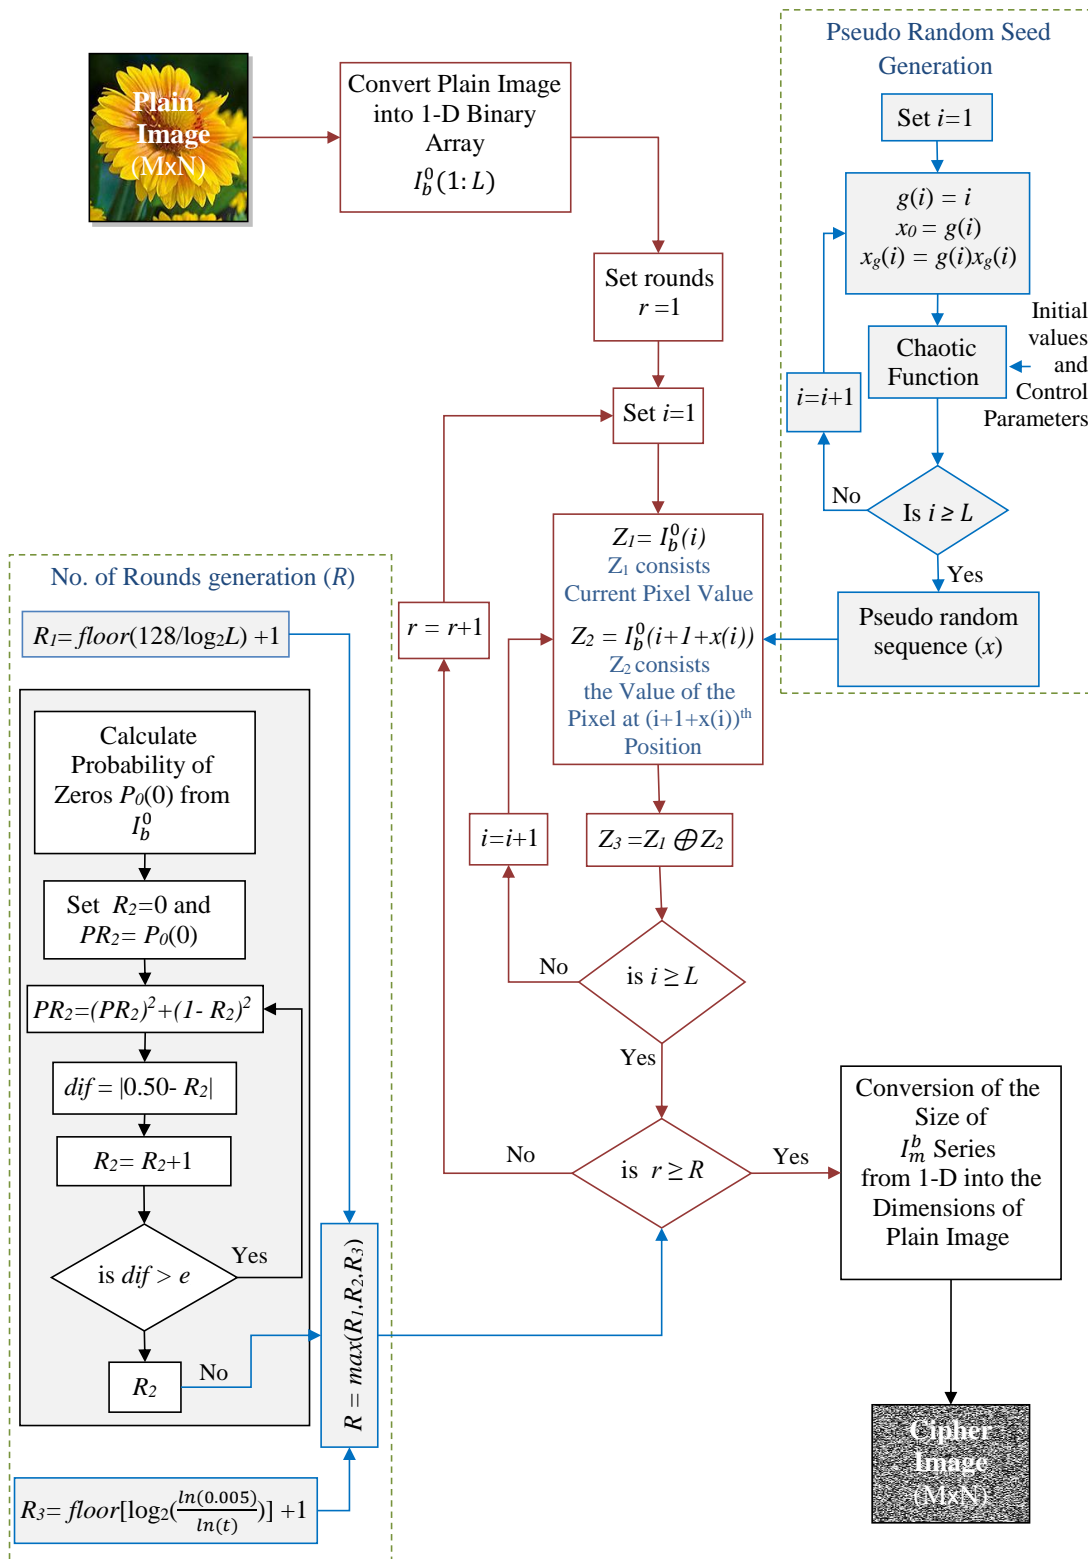 Plain
Image
(MxN)
Convert Plain Image
into 1-D Binary
Array
I_b^0(1: L)
Set rounds
r =1
Set i=1
Z1= I_b^0(i)
Z1 consists
Current Pixel Value
Z2 = I_b^0(i+1+x(i))
Z2 consists
the Value of the
Pixel at (i+1+x(i))th
Position
Z3 =Z1 ⊕ Z2
is i ≥ L
No
i=i+1
Yes
is r ≥ R
No
r = r+1
Yes
Conversion of the
Size of
I_m^b Series
from 1-D into the
Dimensions of
Plain Image
Cipher
Image
(MxN)
Pseudo Random Seed
Generation
Set i=1
g(i) = i
x0 = g(i)
xg(i) = g(i)xg(i)
Chaotic
Function
Initial
values
and
Control
Parameters
i=i+1
No
Is i ≥ L
Yes
Pseudo random
sequence (x)
No. of Rounds generation (R)
R1= floor(128/log2L) +1
Calculate
Probability of
Zeros P0(0) from
I_b^0
Set R2=0 and
PR2= P0(0)
PR2=(PR2)^2+(1- R2)^2
dif = |0.50- R2|
R2= R2+1
is dif > e
Yes
No
R2
R = max(R1,R2,R3)
R3= floor[log2(ln(0.005)/ln(t))] +1